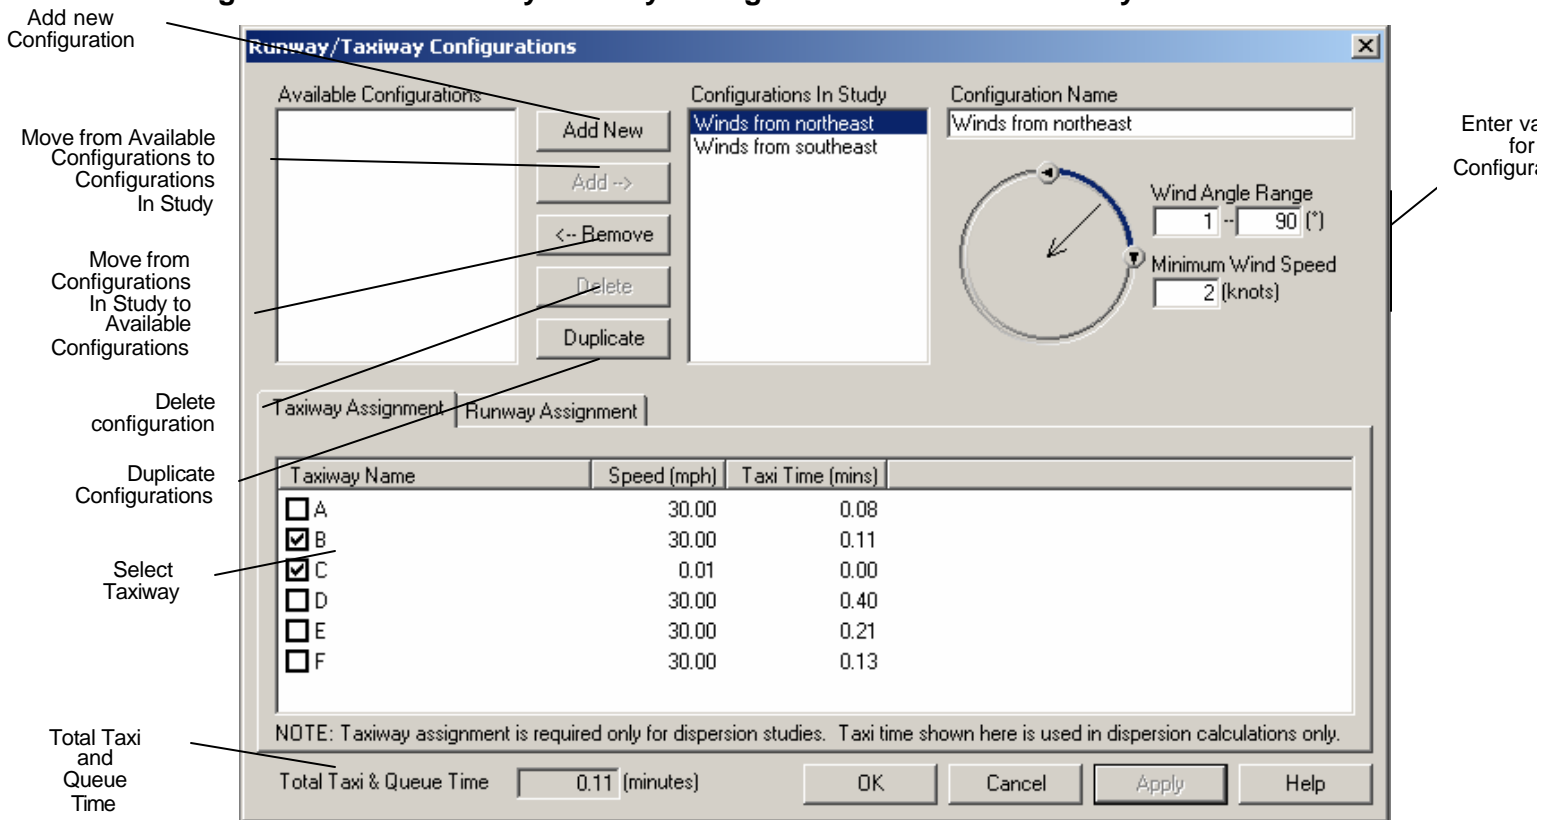 Add new
Configuration
Move from Available
Configurations to
Configurations
In Study
Move from
Configurations
In Study to
Available
Configurations
Delete
configuration
Duplicate
Configurations
Select
Taxiway
Total Taxi
and
Queue
Time
Runway/Taxiway Configurations
Available Configurations
Add New
Add -->
<-- Remove
Delete
Duplicate
Configurations In Study
Winds from northeast
Winds from southeast
Configuration Name
Winds from northeast
Wind Angle Range
1 -- 90 (°)
Minimum Wind Speed
2 (knots)
Enter va
for
Configura
Taxiway Assignment Runway Assignment
Taxiway Name Speed (mph) Taxi Time (mins)
A 30.00 0.08
B 30.00 0.11
C 0.01 0.00
D 30.00 0.40
E 30.00 0.21
F 30.00 0.13
NOTE: Taxiway assignment is required only for dispersion studies. Taxi time shown here is used in dispersion calculations only.
Total Taxi & Queue Time 0.11 (minutes)
OK Cancel Apply Help